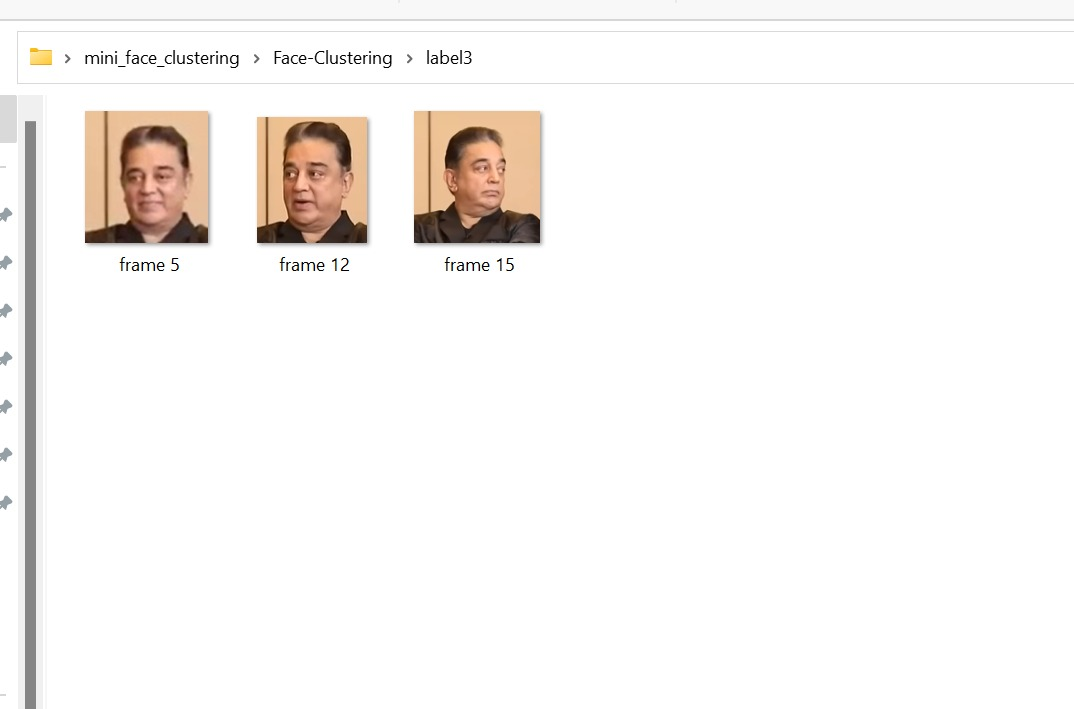 mini_face_clustering > Face-Clustering > label3
frame 5
frame 12
frame 15